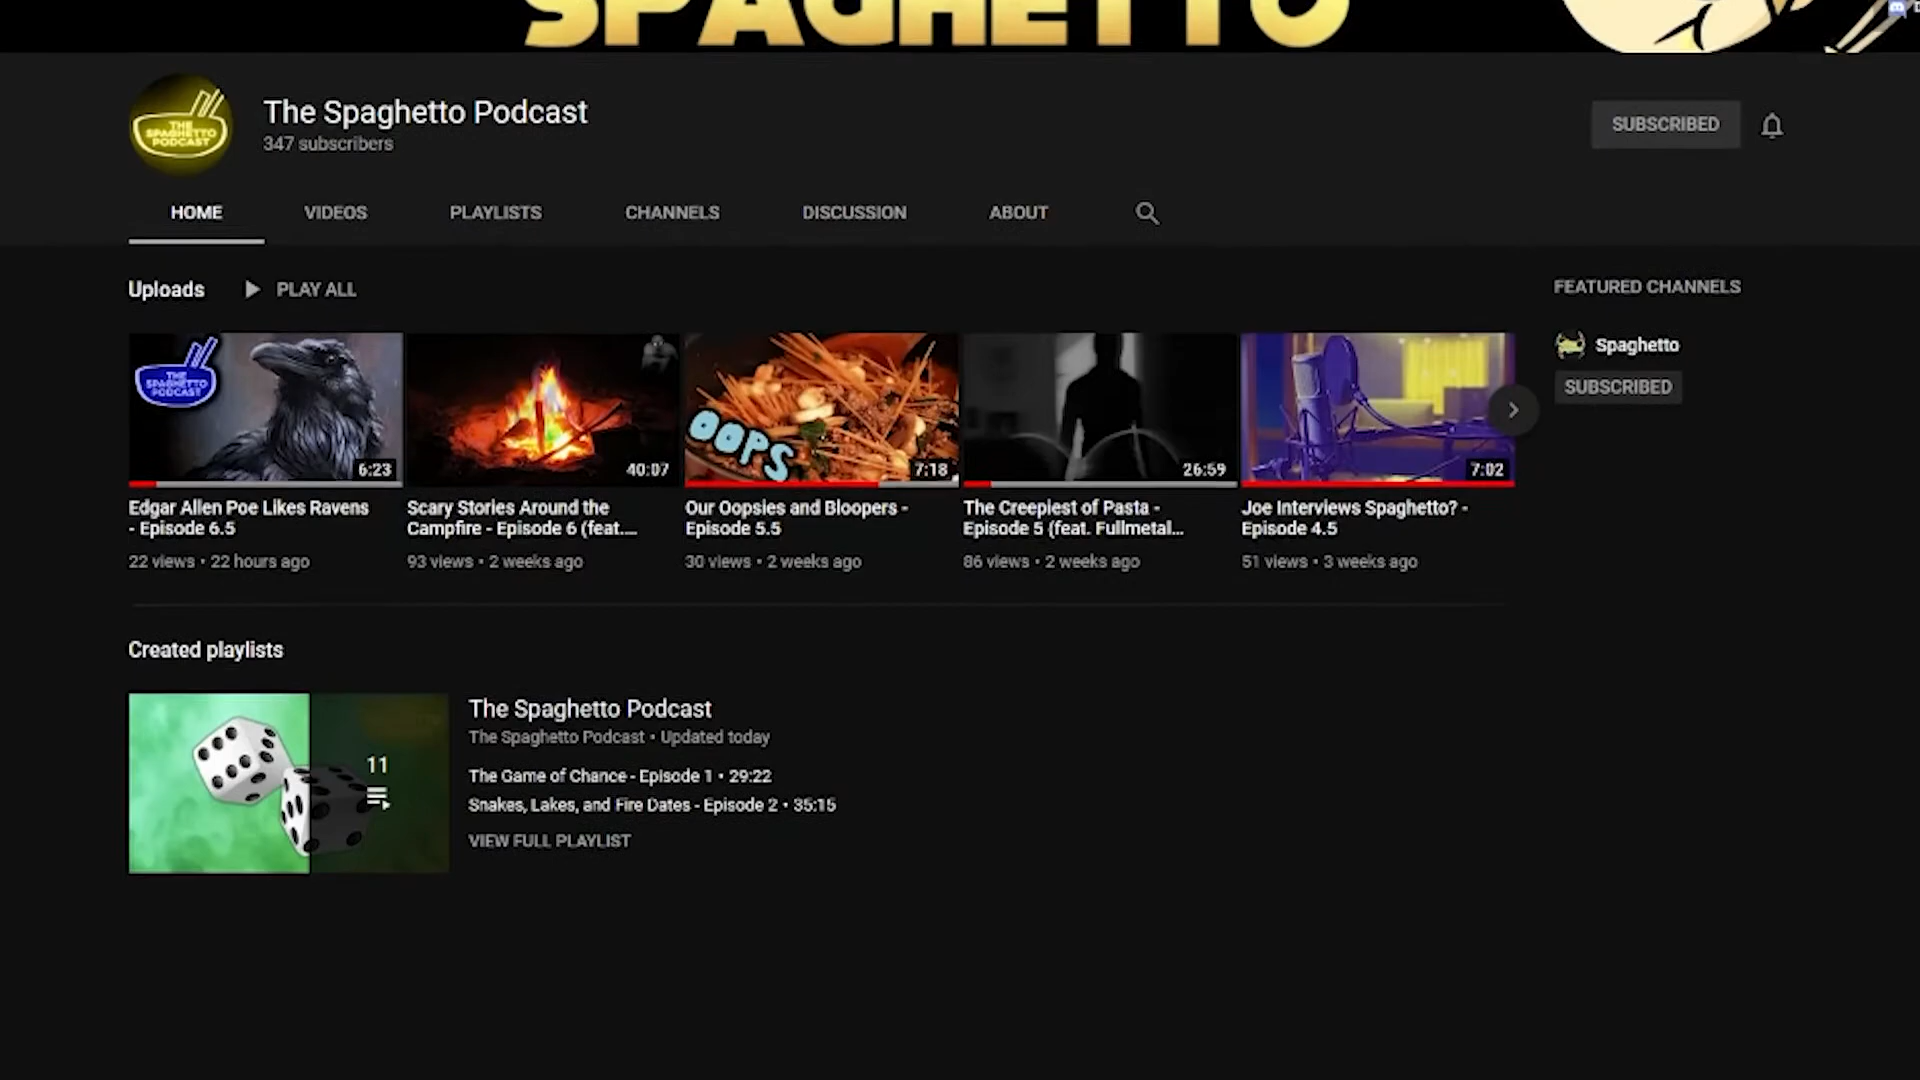 SPAGHETTO
THE
SPAGHETTO
PODCAST
The Spaghetto Podcast
347 subscribers
SUBSCRIBED
HOME
VIDEOS
PLAYLISTS
CHANNELS
DISCUSSION
ABOUT
Uploads
PLAY ALL
FEATURED CHANNELS
Spaghetto
SUBSCRIBED
THE
SPAGHETTO
PODCAST
6:23
40:07
OOPS
7:18
26:59
7:02
Edgar Allen Poe Likes Ravens
- Episode 6.5
22 views • 22 hours ago
Scary Stories Around the
Campfire - Episode 6 (feat....
93 views • 2 weeks ago
Our Oopsies and Bloopers -
Episode 5.5
30 views • 2 weeks ago
The Creepiest of Pasta -
Episode 5 (feat. Fullmetal...
86 views • 2 weeks ago
Joe Interviews Spaghetto? -
Episode 4.5
51 views • 3 weeks ago
Created playlists
11
The Spaghetto Podcast
The Spaghetto Podcast • Updated today
The Game of Chance - Episode 1 • 29:22
Snakes, Lakes, and Fire Dates - Episode 2 • 35:15
VIEW FULL PLAYLIST